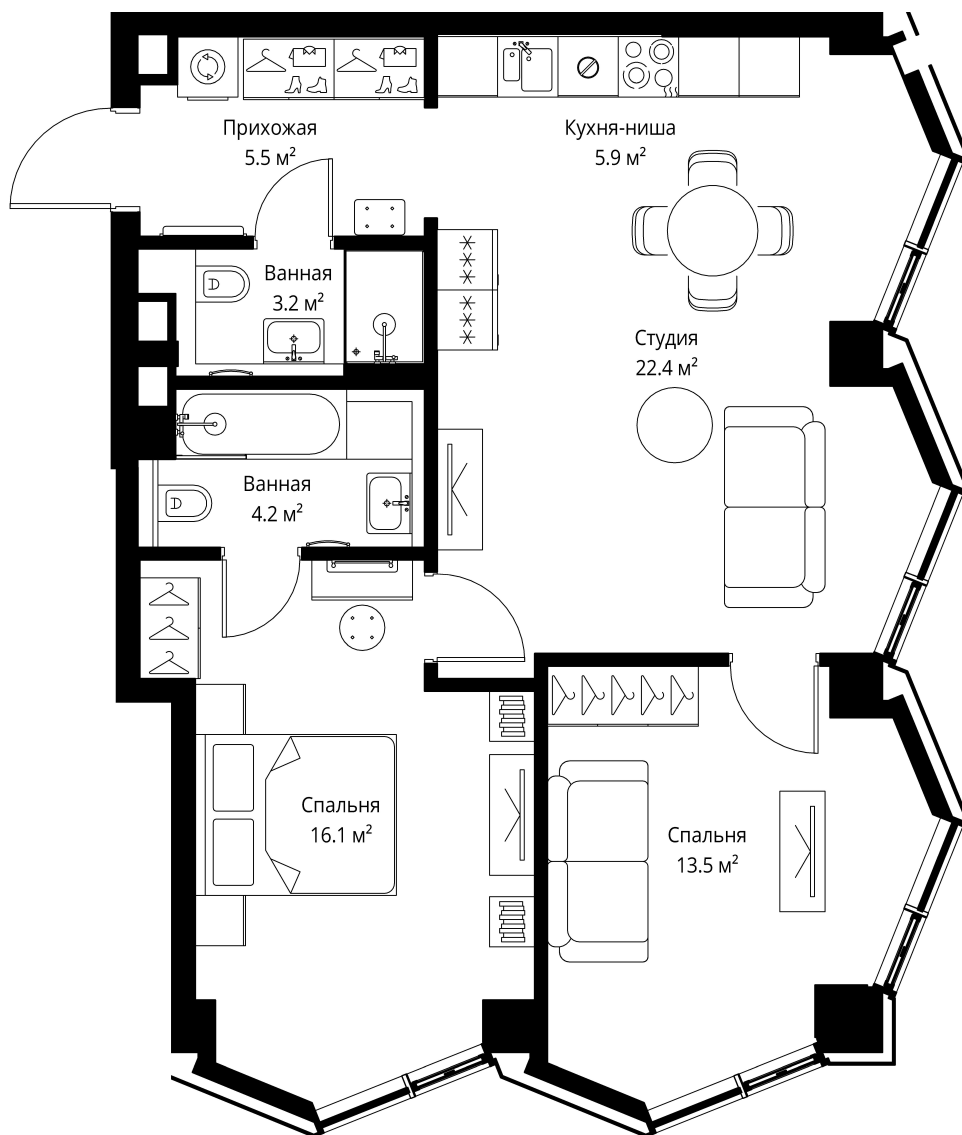 Прихожая
5.5 м²
Кухня-ниша
5.9 м²
Ванная
3.2 м²
Студия
22.4 м²
Ванная
4.2 м²
Спальня
16.1 м²
Спальня
13.5 м²